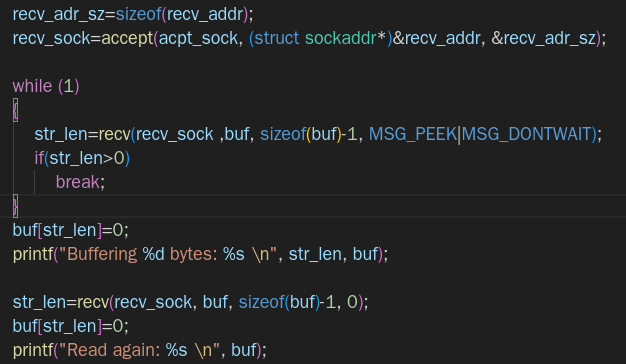 recv_adr_sz=sizeof(recv_addr);
recv_sock=accept(acpt_sock, (struct sockaddr*)&recv_addr, &recv_adr_sz);
while (1)
{
str_len=recv(recv_sock ,buf, sizeof(buf)-1, MSG_PEEK|MSG_DONTWAIT);
if(str_len>0)
break;
}
buf[str_len]=0;
printf("Buffering %d bytes: %s \n", str_len, buf);
str_len=recv(recv_sock, buf, sizeof(buf)-1, 0);
buf[str_len]=0;
printf("Read again: %s \n", buf);